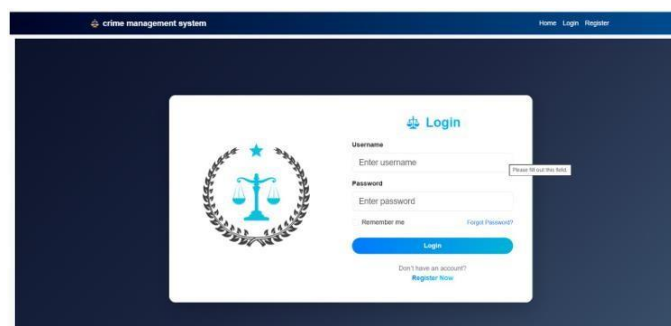 crime management system
Home Login Register
Login
Username
Enter username
Please fill out this field.
Password
Enter password
Remember me Forgot Password?
Login
Don't have an account?
Register Now